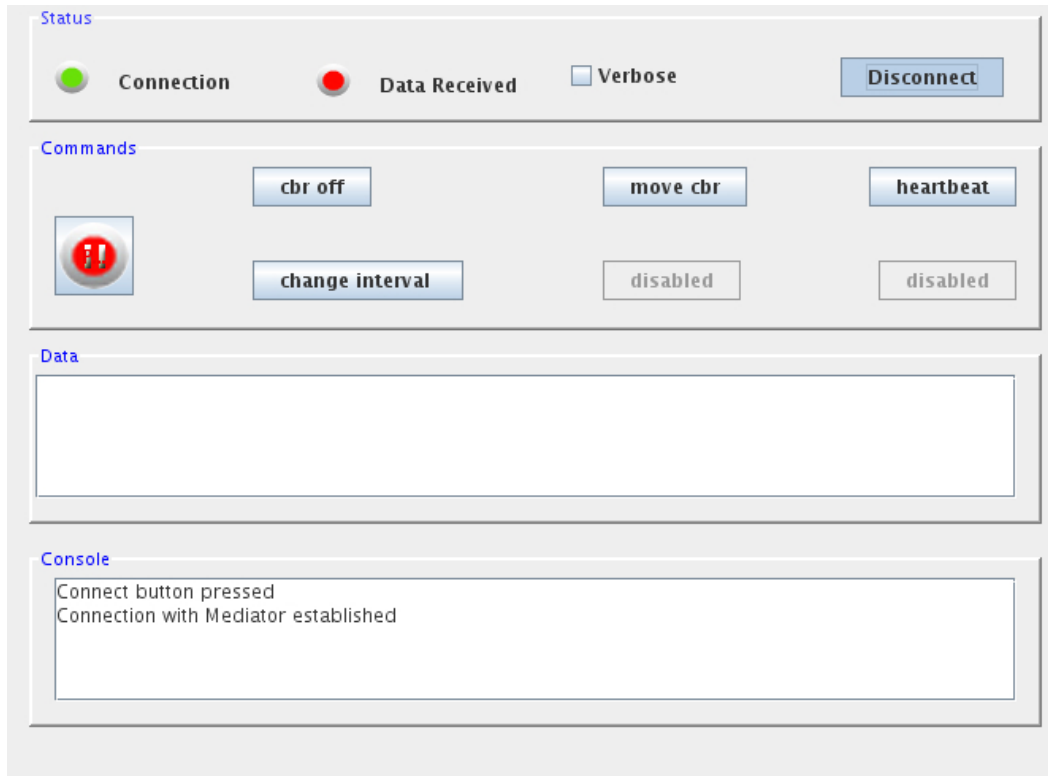 Status
Connection
Data Received
Verbose
Disconnect
Commands
cbr off
move cbr
heartbeat
!!
change interval
disabled
disabled
Data
Console
Connect button pressed
Connection with Mediator established